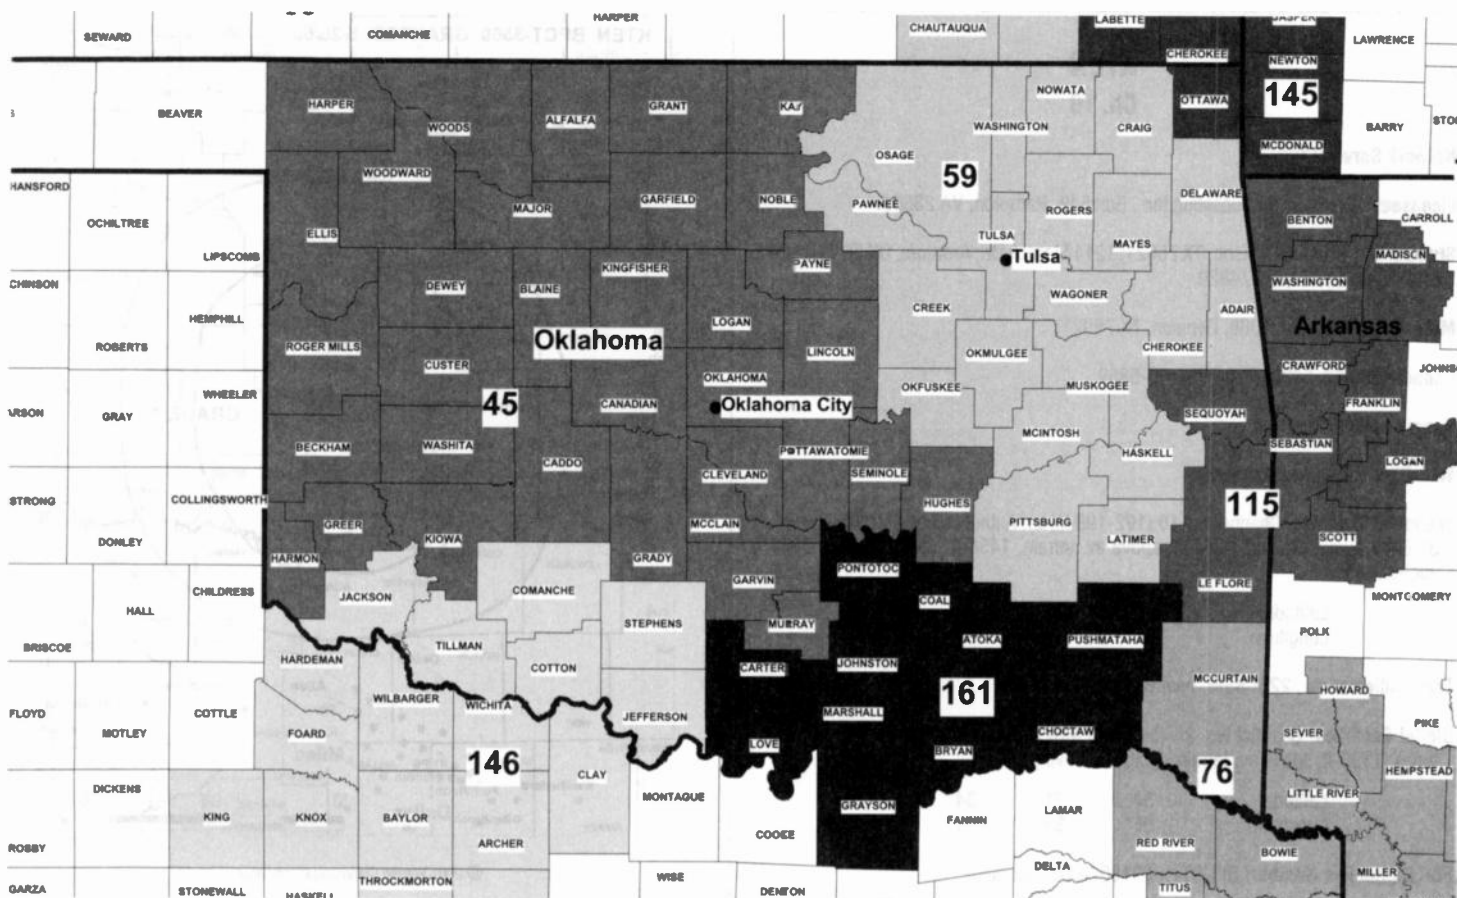 HARPER
LABETTE
JASPER
CHAUTAUQUA
SEWARD
COMANCHE
LAWRENCE
CHEROKEE
NEWTON
145
NOWATA
HARPER
GRANT
KAY
OTTAWA
BEAVER
ALFALFA
WOODS
WASHINGTON
CRAIG
BARRY
MCDONALD
OSAGE
WOODWARD
59
HANSFORD
DELAWARE
GARFIELD
NOBLE
PAWNEE
MAJOR
ROGERS
OCHILTREE
BENTON
CARROLL
ELLIS
TULSA
MAYES
LIPSCOMB
KINGFISHER
PAYNE
Tulsa
MADISON
DEWEY
BLAINE
WAGONER
WASHINGTON
CREEK
ADAIR
HEMPHILL
LOGAN
Arkansas
Oklahoma
ROBERTS
ROGER MILLS
LINCOLN
OKMULGEE
CHEROKEE
CUSTER
CRAWFORD
OKLAHOMA
OKFUSKEE
MUSKOGEE
WHEELER
45
CANADIAN
Oklahoma City
FRANKLIN
GRAY
SEQUOYAH
MCINTOSH
BECKHAM
WASHITA
POTTAWATOMIE
HASKELL
SEBASTIAN
CADDO
CLEVELAND
SEMINOLE
LOGAN
COLLINGSWORTH
HUGHES
115
GREER
MCCLAIN
PITTSBURG
DONLEY
KIOWA
LATIMER
SCOTT
HARMON
GRADY
GARVIN
PONTOTOC
LE FLORE
CHILDRESS
JACKSON
COMANCHE
COAL
MONTGOMERY
HALL
STEPHENS
MURRAY
POLK
ATOKA
PUSHMATAHA
BRISCOE
TILLMAN
HARDEMAN
COTTON
CARTER
JOHNSTON
MCCURTAIN
HOWARD
WILBARGER
WICHITA
161
FLOYD
COTTLE
JEFFERSON
MARSHALL
PIKE
MOTLEY
FOARD
LOVE
BRYAN
CHOCTAW
SEVIER
146
CLAY
76
HEMPSTEAD
DICKENS
MONTAGUE
LITTLE RIVER
KING
KNOX
BAYLOR
GRAYSON
LAMAR
FANNIN
ARCHER
RED RIVER
BOWIE
DELTA
MILLER
WISE
THROCKMORTON
GARZA
STONEWALL
HASKELL
DENTON
TITUS